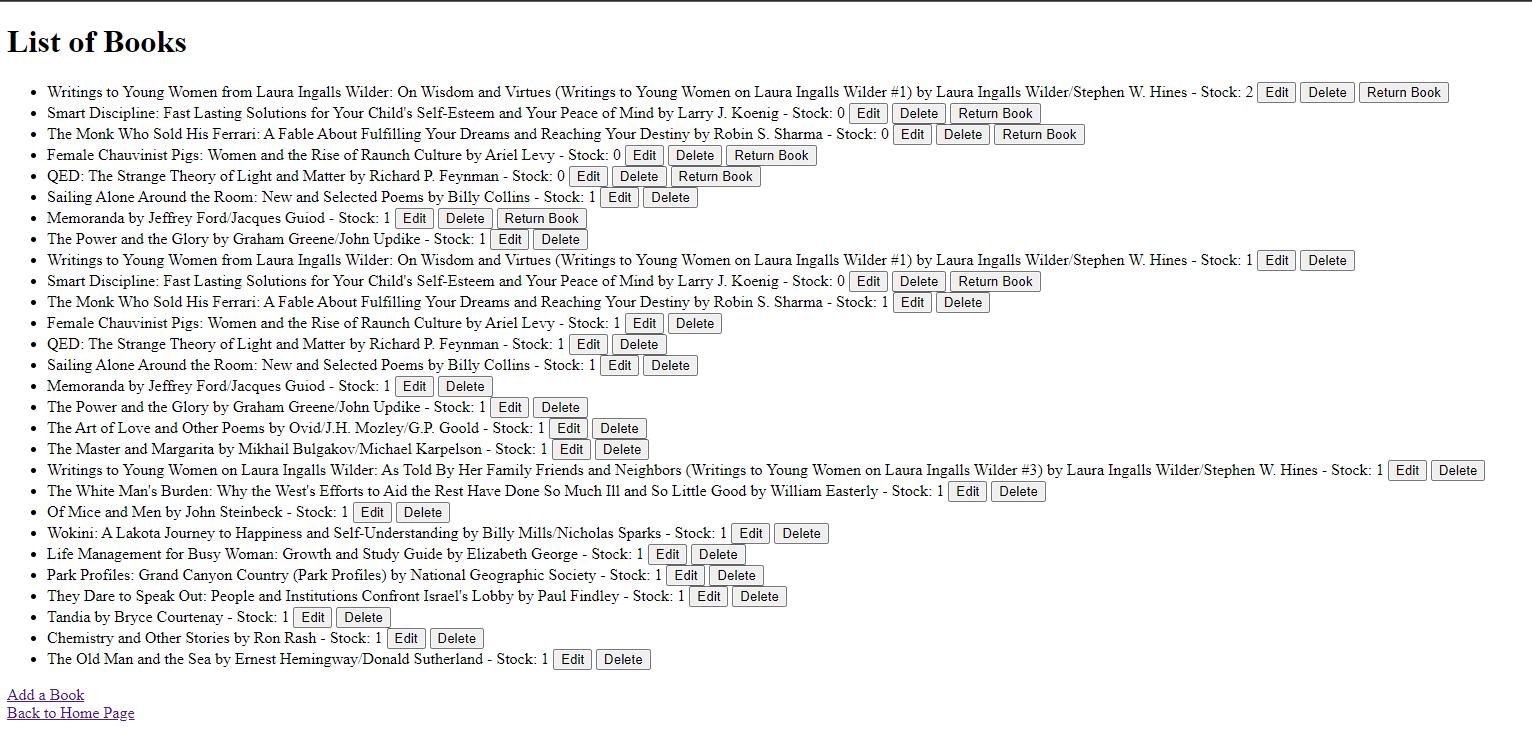 List of Books
Writings to Young Women from Laura Ingalls Wilder: On Wisdom and Virtues (Writings to Young Women on Laura Ingalls Wilder #1) by Laura Ingalls Wilder/Stephen W. Hines - Stock: 2 Edit Delete Return Book
Smart Discipline: Fast Lasting Solutions for Your Child's Self-Esteem and Your Peace of Mind by Larry J. Koenig - Stock: 0 Edit Delete Return Book
The Monk Who Sold His Ferrari: A Fable About Fulfilling Your Dreams and Reaching Your Destiny by Robin S. Sharma - Stock: 0 Edit Delete Return Book
Female Chauvinist Pigs: Women and the Rise of Raunch Culture by Ariel Levy - Stock: 0 Edit Delete Return Book
QED: The Strange Theory of Light and Matter by Richard P. Feynman - Stock: 0 Edit Delete Return Book
Sailing Alone Around the Room: New and Selected Poems by Billy Collins - Stock: 1 Edit Delete
Memoranda by Jeffrey Ford/Jacques Guiod - Stock: 1 Edit Delete Return Book
The Power and the Glory by Graham Greene/John Updike - Stock: 1 Edit Delete
Writings to Young Women from Laura Ingalls Wilder: On Wisdom and Virtues (Writings to Young Women on Laura Ingalls Wilder #1) by Laura Ingalls Wilder/Stephen W. Hines - Stock: 1 Edit Delete
Smart Discipline: Fast Lasting Solutions for Your Child's Self-Esteem and Your Peace of Mind by Larry J. Koenig - Stock: 0 Edit Delete Return Book
The Monk Who Sold His Ferrari: A Fable About Fulfilling Your Dreams and Reaching Your Destiny by Robin S. Sharma - Stock: 1 Edit Delete
Female Chauvinist Pigs: Women and the Rise of Raunch Culture by Ariel Levy - Stock: 1 Edit Delete
QED: The Strange Theory of Light and Matter by Richard P. Feynman - Stock: 1 Edit Delete
Sailing Alone Around the Room: New and Selected Poems by Billy Collins - Stock: 1 Edit Delete
Memoranda by Jeffrey Ford/Jacques Guiod - Stock: 1 Edit Delete
The Power and the Glory by Graham Greene/John Updike - Stock: 1 Edit Delete
The Art of Love and Other Poems by Ovid/J.H. Mozley/G.P. Goold - Stock: 1 Edit Delete
The Master and Margarita by Mikhail Bulgakov/Michael Karpelson - Stock: 1 Edit Delete
Writings to Young Women on Laura Ingalls Wilder: As Told By Her Family Friends and Neighbors (Writings to Young Women on Laura Ingalls Wilder #3) by Laura Ingalls Wilder/Stephen W. Hines - Stock: 1 Edit Delete
The White Man's Burden: Why the West's Efforts to Aid the Rest Have Done So Much Ill and So Little Good by William Easterly - Stock: 1 Edit Delete
Of Mice and Men by John Steinbeck - Stock: 1 Edit Delete
Wokini: A Lakota Journey to Happiness and Self-Understanding by Billy Mills/Nicholas Sparks - Stock: 1 Edit Delete
Life Management for Busy Woman: Growth and Study Guide by Elizabeth George - Stock: 1 Edit Delete
Park Profiles: Grand Canyon Country (Park Profiles) by National Geographic Society - Stock: 1 Edit Delete
They Dare to Speak Out: People and Institutions Confront Israel's Lobby by Paul Findley - Stock: 1 Edit Delete
Tandia by Bryce Courtenay - Stock: 1 Edit Delete
Chemistry and Other Stories by Ron Rash - Stock: 1 Edit Delete
The Old Man and the Sea by Ernest Hemingway/Donald Sutherland - Stock: 1 Edit Delete
Add a Book
Back to Home Page